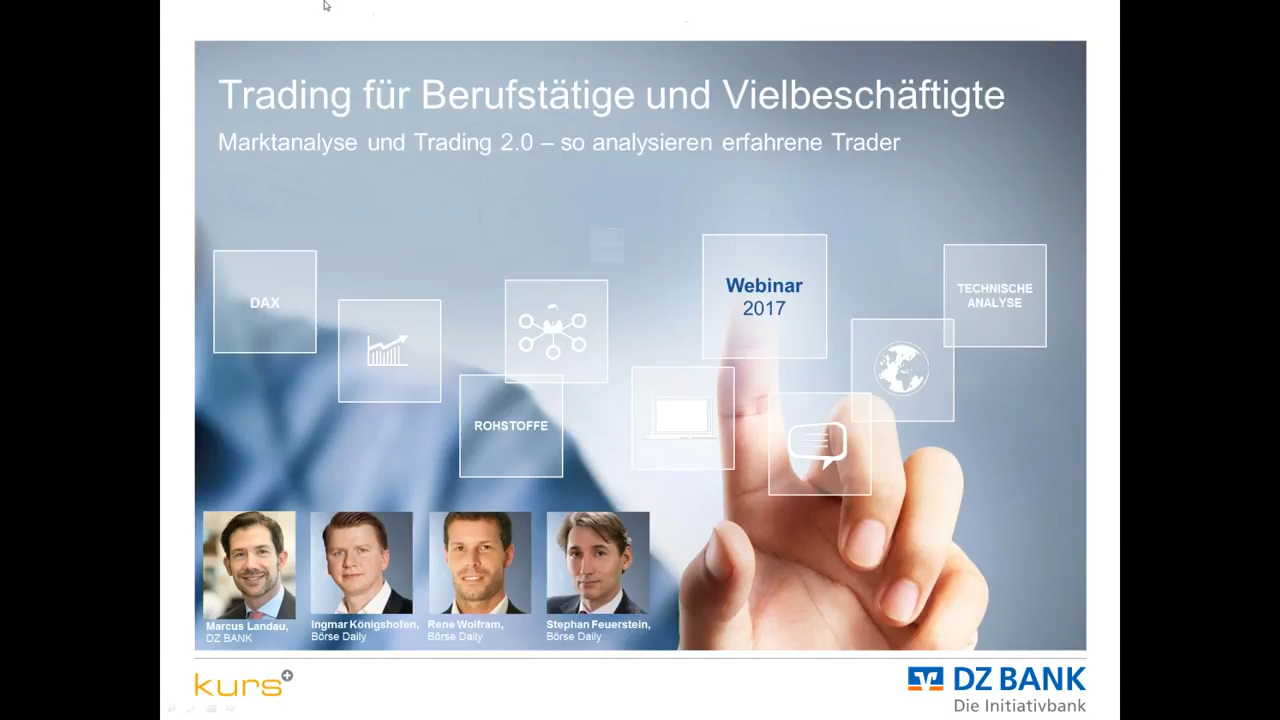 Trading für Berufstätige und Vielbeschäftigte
Marktanalyse und Trading 2.0 – so analysieren erfahrene Trader
DAX
ROHSTOFFE
Webinar
2017
TECHNISCHE
ANALYSE
Marcus Landau,
DZ BANK
Ingmar Königshofen,
Börse Daily
Rene Wolfram,
Börse Daily
Stephan Feuerstein,
Börse Daily
kurs+
DZ BANK
Die Initiativbank